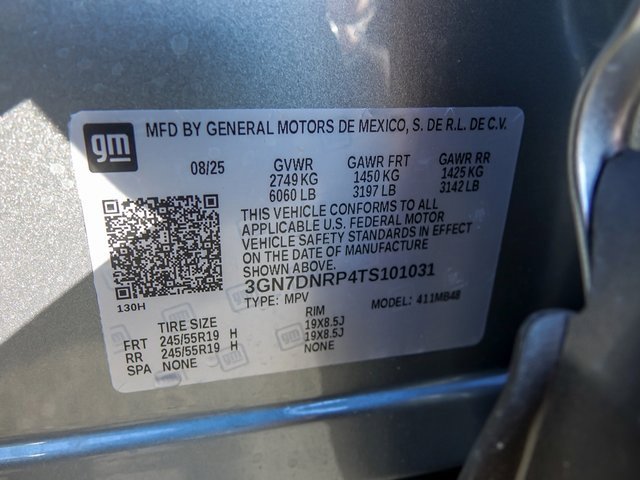 gm
MFD BY GENERAL MOTORS DE MEXICO, S. DE R.L. DE C.V.
08/25 GVWR GAWR FRT GAWR RR
2749 KG 1450 KG 1425 KG
6060 LB 3197 LB 3142 LB
THIS VEHICLE CONFORMS TO ALL
APPLICABLE U.S. FEDERAL MOTOR
VEHICLE SAFETY STANDARDS IN EFFECT
ON THE DATE OF MANUFACTURE
SHOWN ABOVE.
3GN7DNRP4TS101031
130H
TYPE: MPV MODEL: 411MB48
TIRE SIZE RIM
FRT 245/55R19 H 19X8.5J
RR 245/55R19 H 19X8.5J
SPA NONE NONE